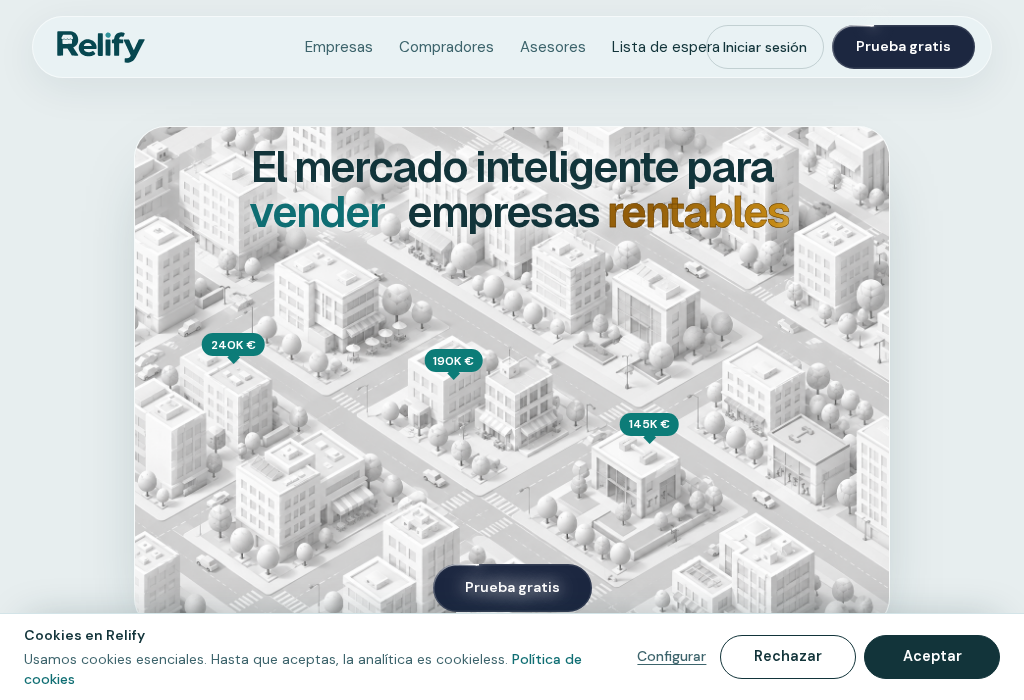 Relify
Empresas Compradores Asesores Lista de espera Iniciar sesión Prueba gratis
El mercado inteligente para
vender empresas rentables
240K €
190K €
145K €
Prueba gratis
Cookies en Relify
Usamos cookies esenciales. Hasta que aceptas, la analítica es cookieless. Política de
cookies
Configurar Rechazar Aceptar